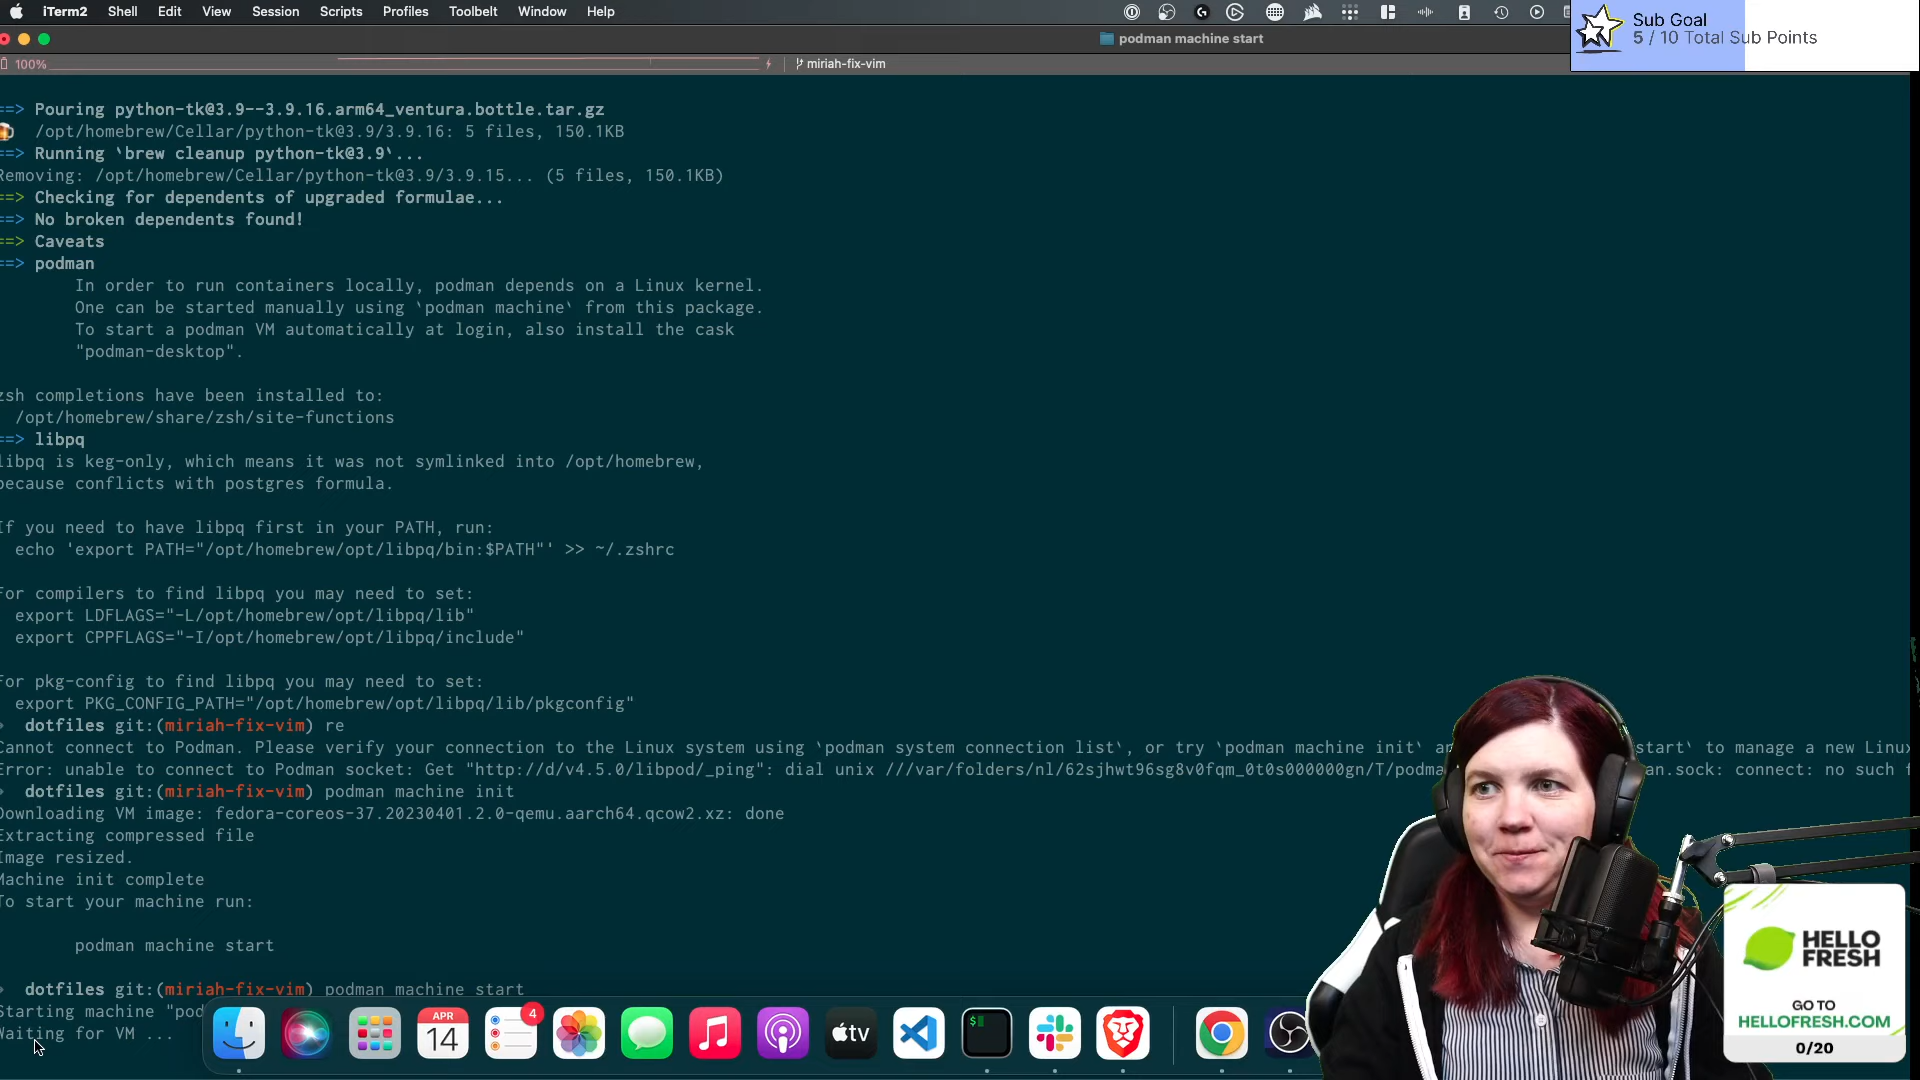 iTerm2 Shell Edit View Session Scripts Profiles Toolbelt Window Help
podman machine start
100% miriah-fix-vim
Sub Goal
5 / 10 Total Sub Points
==> Pouring python-tk@3.9--3.9.16.arm64_ventura.bottle.tar.gz
/opt/homebrew/Cellar/python-tk@3.9/3.9.16: 5 files, 150.1KB
==> Running `brew cleanup python-tk@3.9`...
Removing: /opt/homebrew/Cellar/python-tk@3.9/3.9.15... (5 files, 150.1KB)
==> Checking for dependents of upgraded formulae...
==> No broken dependents found!
==> Caveats
==> podman
In order to run containers locally, podman depends on a Linux kernel.
One can be started manually using `podman machine` from this package.
To start a podman VM automatically at login, also install the cask
"podman-desktop".
zsh completions have been installed to:
/opt/homebrew/share/zsh/site-functions
==> libpq
libpq is keg-only, which means it was not symlinked into /opt/homebrew,
because conflicts with postgres formula.
If you need to have libpq first in your PATH, run:
echo 'export PATH="/opt/homebrew/opt/libpq/bin:$PATH"' >> ~/.zshrc
For compilers to find libpq you may need to set:
export LDFLAGS="-L/opt/homebrew/opt/libpq/lib"
export CPPFLAGS="-I/opt/homebrew/opt/libpq/include"
For pkg-config to find libpq you may need to set:
export PKG_CONFIG_PATH="/opt/homebrew/opt/libpq/lib/pkgconfig"
dotfiles git:(miriah-fix-vim) re
Cannot connect to Podman. Please verify your connection to the Linux system using `podman system connection list`, or try `podman machine init` an start` to manage a new Linux
Error: unable to connect to Podman socket: Get "http://d/v4.5.0/libpod/_ping": dial unix ///var/folders/nl/62sjhwt96sg8v0fqm_0t0s000000gn/T/podma an.sock: connect: no such f
dotfiles git:(miriah-fix-vim) podman machine init
Downloading VM image: fedora-coreos-37.20230401.2.0-qemu.aarch64.qcow2.xz: done
Extracting compressed file
Image resized.
Machine init complete
To start your machine run:
podman machine start
dotfiles git:(miriah-fix-vim) podman machine start
Starting machine "pod
Waiting for VM ...
APR
14
4
tv
$
HELLO
FRESH
GO TO
HELLOFRESH.COM
0/20